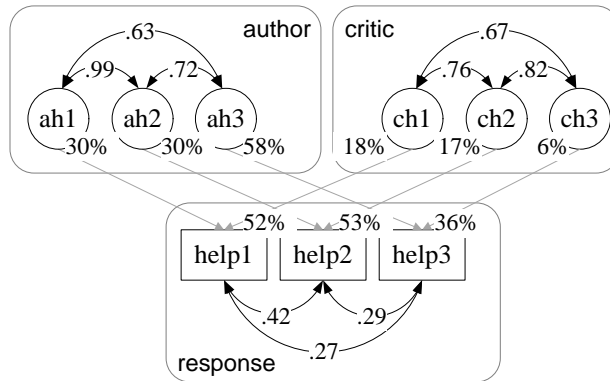 .63 author critic .67
.99 .72 .76 .82
ah1 ah2 ah3 ch1 ch2 ch3
30% 30% 58% 18% 17% 6%
52% 53% 36%
help1 help2 help3
.42 .29
.27
response